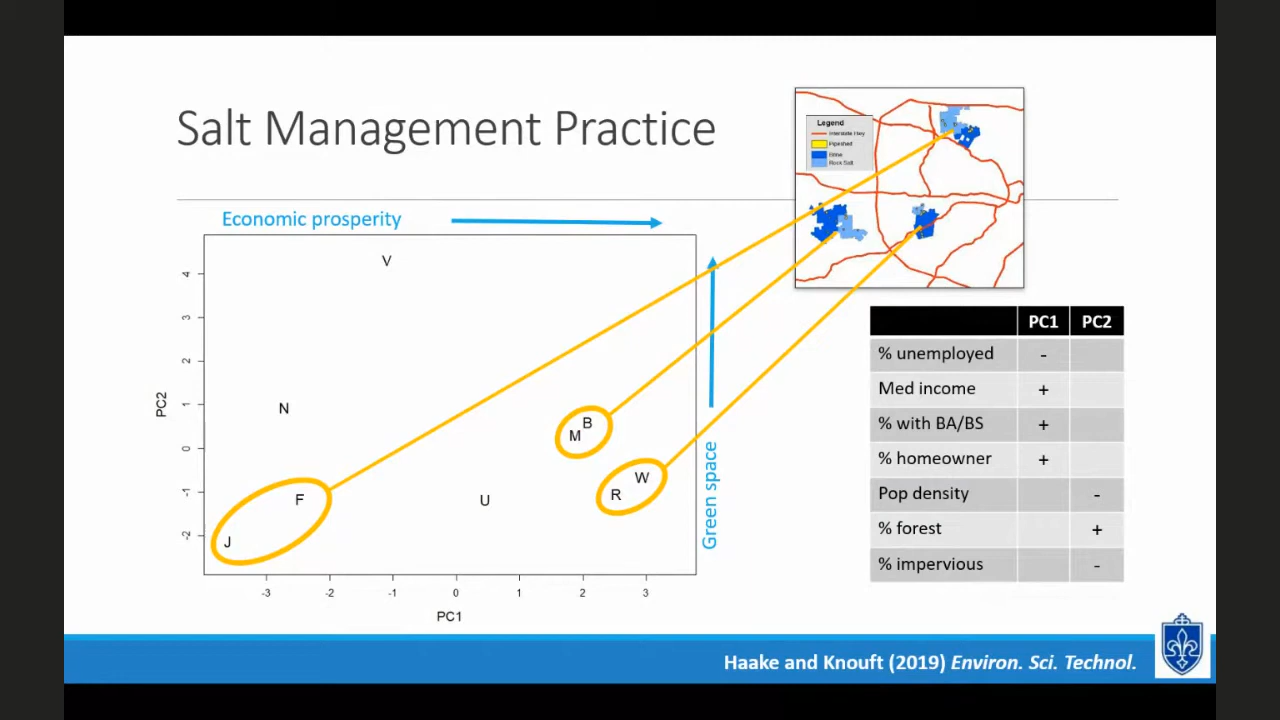 Salt Management Practice
Legend
Interstate Hwy
Pipeshed
Brine
Rock Salt
Economic prosperity
V
N
B
M
W
R
F
U
J
4
3
2
1
0
-1
-2
PC2
-3
-2
-1
0
1
2
3
PC1
Green space
PC1 PC2
% unemployed -
Med income +
% with BA/BS +
% homeowner +
Pop density -
% forest +
% impervious -
Haake and Knouft (2019) Environ. Sci. Technol.